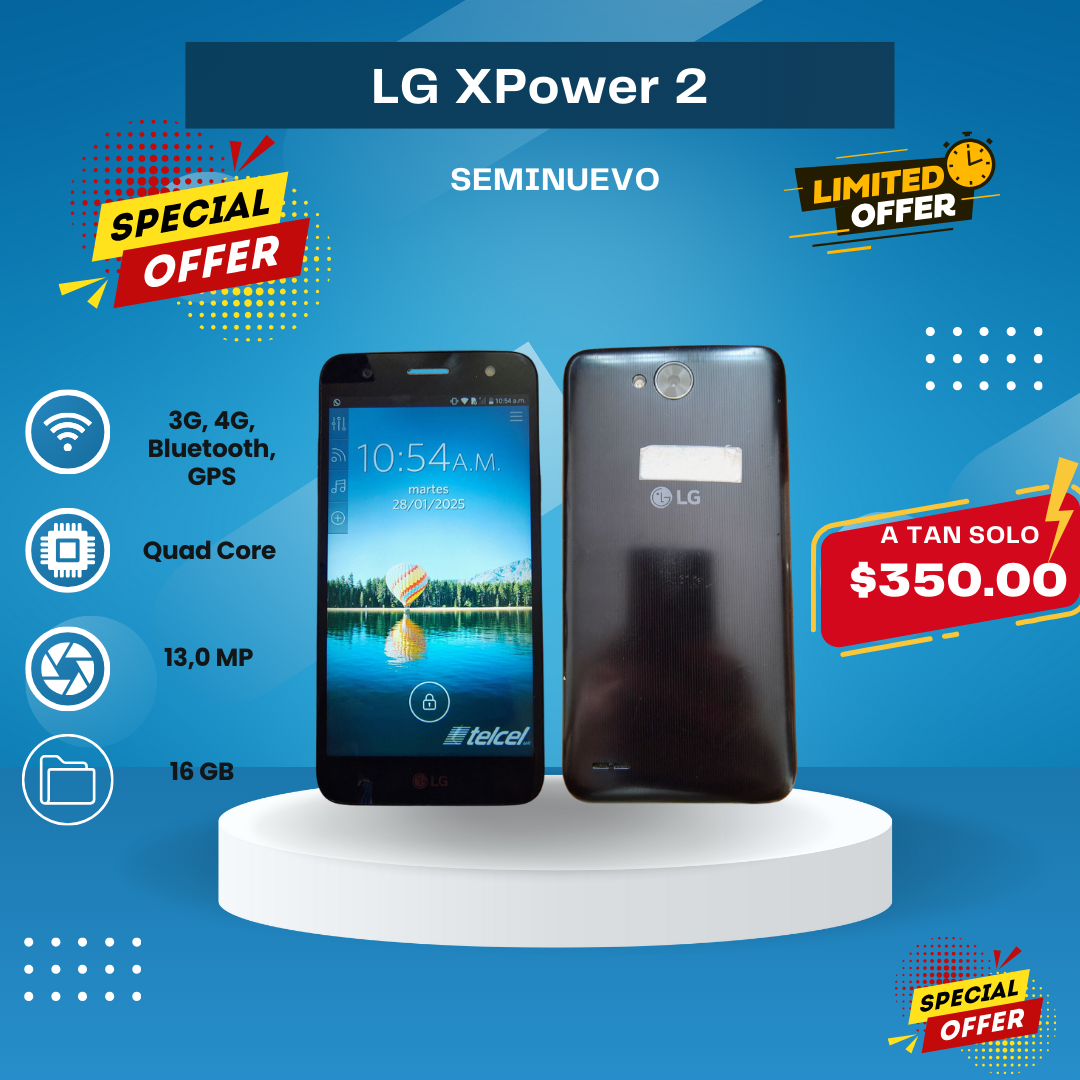 LG XPower 2
SEMINUEVO
SPECIAL
OFFER
LIMITED
OFFER
3G, 4G,
Bluetooth,
GPS
Quad Core
13,0 MP
16 GB
10:54 a.m.
10:54A.M.
martes
28/01/2025
telcel
LG
LG
A TAN SOLO
$350.00
SPECIAL
OFFER